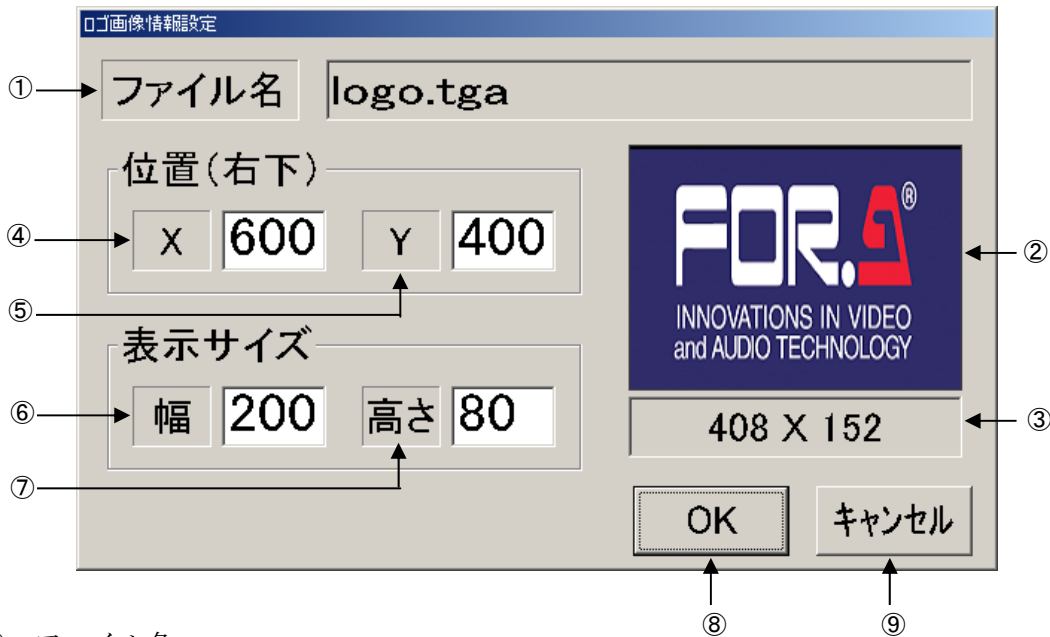 ロゴ画像情報設定
① ファイル名 logo.tga
位置(右下)
④ X 600 Y 400
FOR.A®
②
⑤
INNOVATIONS IN VIDEO
and AUDIO TECHNOLOGY
表示サイズ
⑥ 幅 200 高さ 80
408 X 152 ③
⑦
OK キャンセル
⑧ ⑨